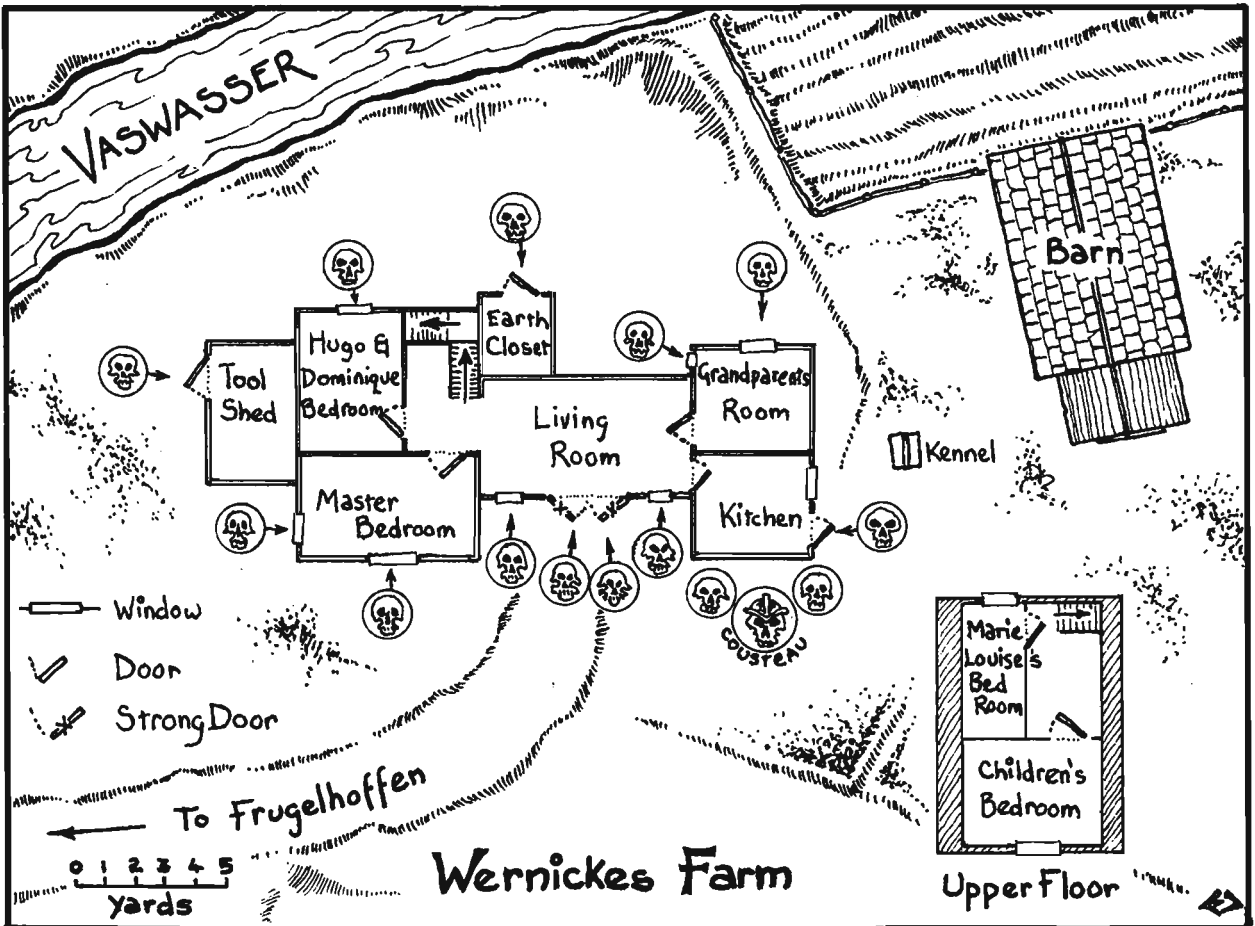 VASWASSER
Barn
Earth
Closet
Hugo &
Dominique
Bedroom
Tool
Shed
Grandparents
Room
Living
Room
Kennel
Master
Bedroom
Kitchen
COUSTEAU
Window
Door
Strong Door
Marie
Louise's
Bed
Room
Children's
Bedroom
To Frugelhoffen
0 1 2 3 4 5
yards
Wernickes Farm
Upper Floor